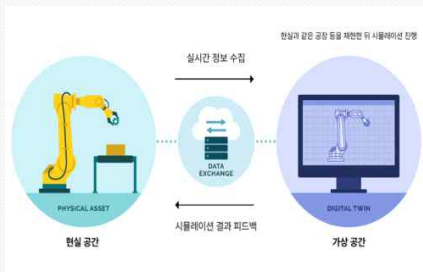 현실과 같은 공장 등을 재현한 뒤 시뮬레이션 진행
실시간 정보 수집
DATA
EXCHANGE
PHYSICAL ASSET
DIGITAL TWIN
시뮬레이션 결과 피드백
현실 공간
가상 공간